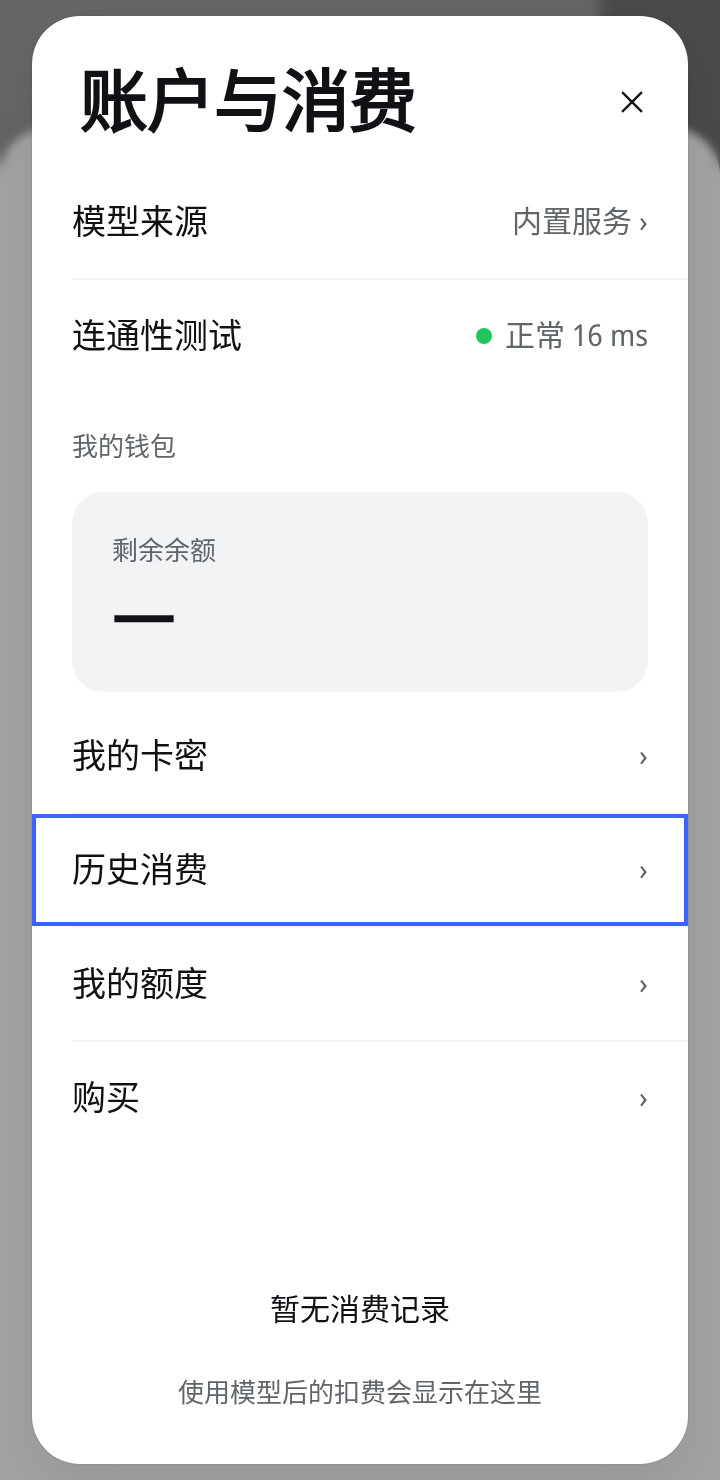 账户与消费
模型来源
内置服务 ›
连通性测试
正常 16 ms
我的钱包
剩余余额
—
我的卡密 ›
历史消费 ›
我的额度 ›
购买 ›
暂无消费记录
使用模型后的扣费会显示在这里